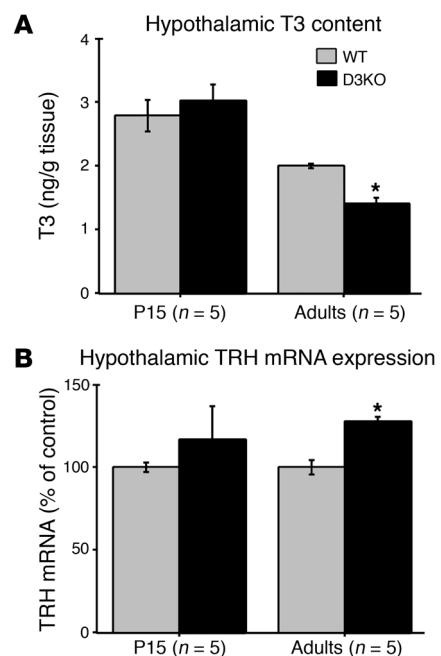 A
Hypothalamic T3 content
WT
D3KO
T3 (ng/g tissue)
4
3
2
1
0
*
P15 (n = 5)
Adults (n = 5)
B
Hypothalamic TRH mRNA expression
TRH mRNA (% of control)
150
100
50
0
*
P15 (n = 5)
Adults (n = 5)